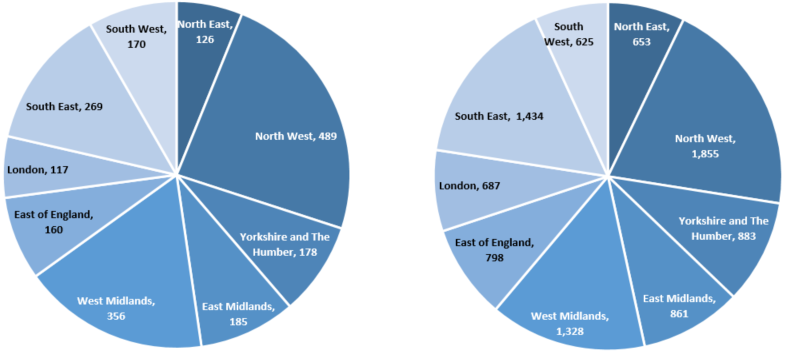 North East,
126
North West, 489
Yorkshire and The
Humber, 178
East Midlands,
185
West Midlands,
356
East of England,
160
London, 117
South East, 269
South West,
170
North East,
653
North West,
1,855
Yorkshire and The
Humber, 883
East Midlands,
861
West Midlands,
1,328
East of England,
798
London, 687
South East, 1,434
South
West, 625